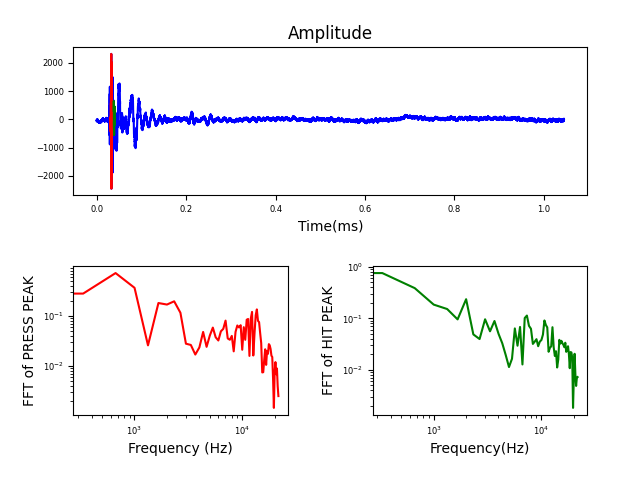 Amplitude
2000
1000
0
−1000
−2000
0.0 0.2 0.4 0.6 0.8 1.0
Time(ms)
FFT of PRESS PEAK
10⁻¹
10⁻²
10³ 10⁴
Frequency (Hz)
FFT of HIT PEAK
10⁰
10⁻¹
10⁻²
10³ 10⁴
Frequency(Hz)